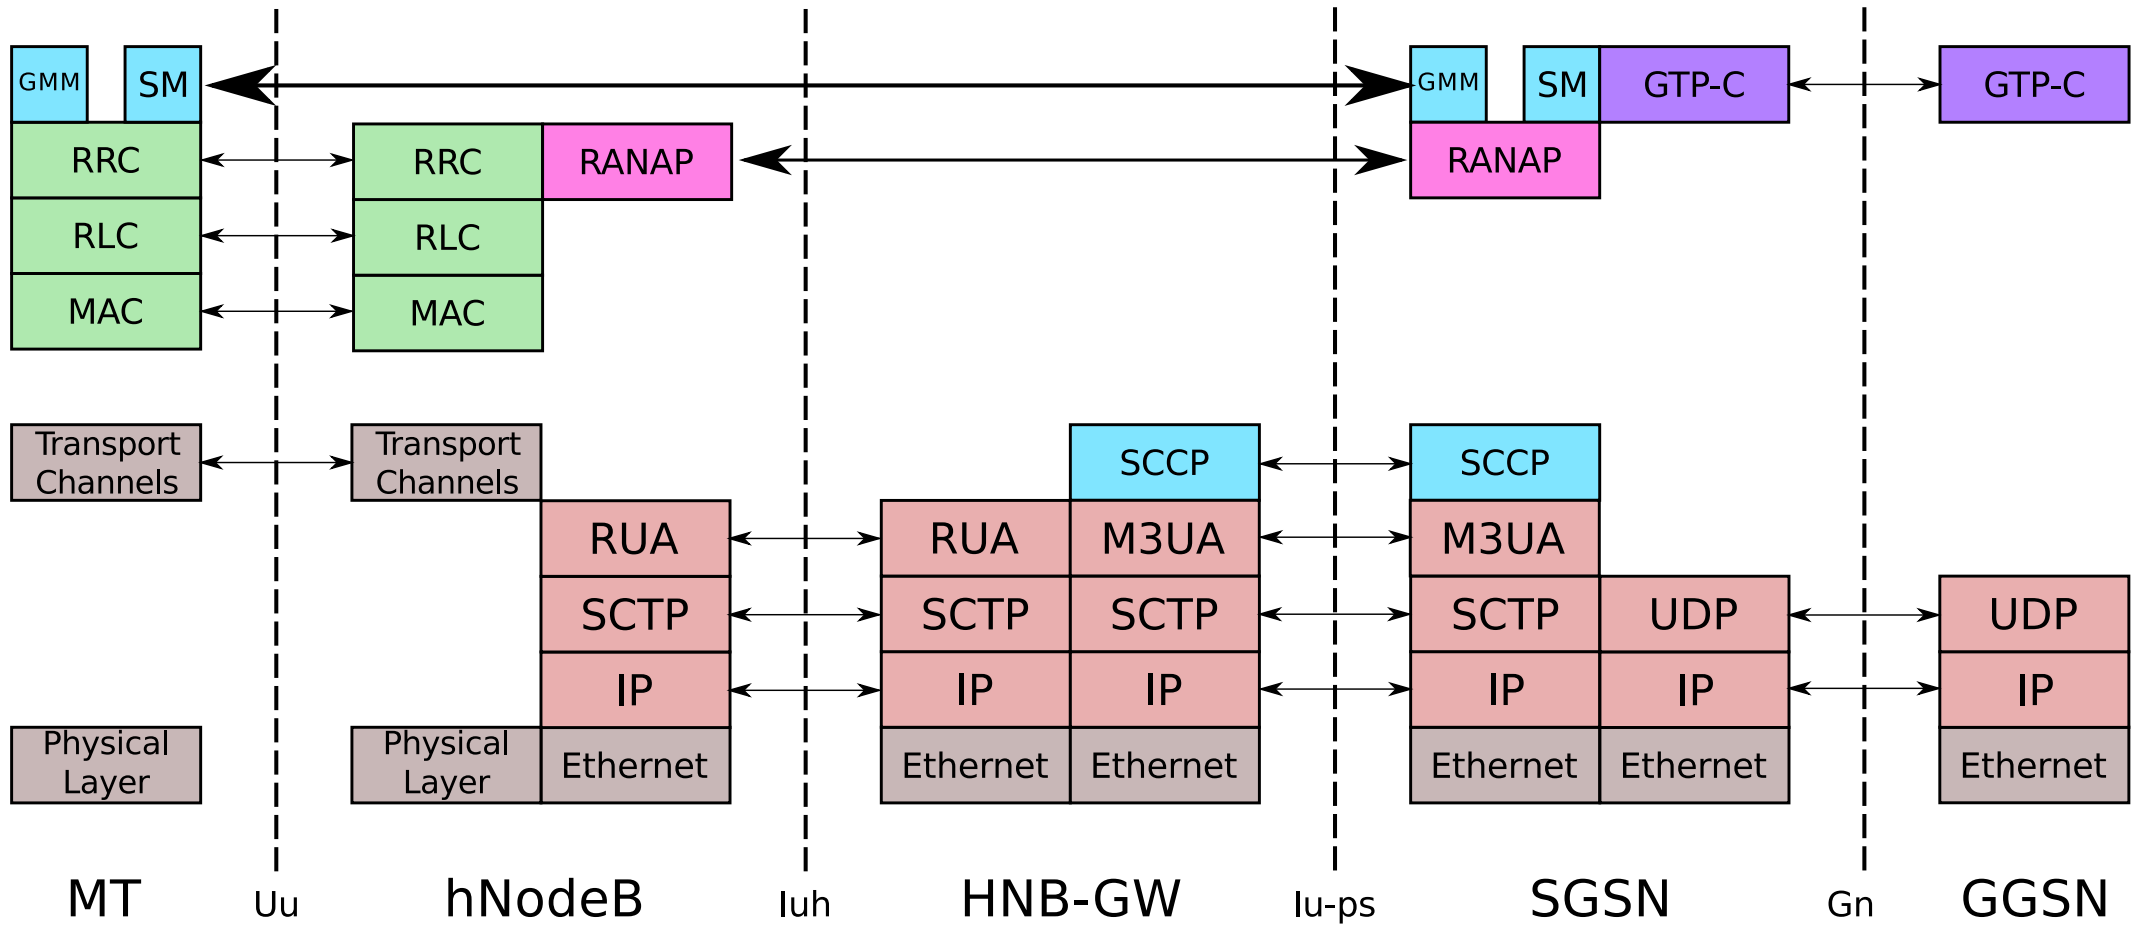 GMM
SM
GMM
SM
GTP-C
GTP-C
RRC
RRC
RANAP
RANAP
RLC
RLC
MAC
MAC
Transport
Channels
Transport
Channels
SCCP
SCCP
RUA
RUA
M3UA
M3UA
SCTP
SCTP
SCTP
SCTP
UDP
UDP
IP
IP
IP
IP
IP
IP
Physical
Layer
Physical
Layer
Ethernet
Ethernet
Ethernet
Ethernet
Ethernet
Ethernet
MT
Uu
hNodeB
Iuh
HNB-GW
Iu-ps
SGSN
Gn
GGSN